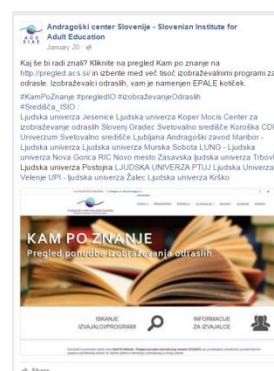 Andragoški center Slovenije - Slovenian Institute for
Adult Education
January 20
Kaj še bi radi znali? Kliknite na pregled Kam po znanje na
http://pregled.acs.si/ in izberite med več tisoč izobraževalnimi programi za
odrasle. Izobraževalci odraslih, vam je namenjen EPALE kotiček.
#KamPoZnanje #pregledIO #izobraževanjeOdraslih
#Središča_ISIO :
Ljudska univerza Jesenice Ljudska univerza Koper Mocis Center za
izobraževanje odraslih Slovenj Gradec Svetovalno središče Koroška CDI
Univerzum Svetovalno središče Ljubljana Andragoški zavod Maribor -
Ljudska univerza Ljudska univerza Murska Sobota LUNG - Ljudska
univerza Nova Gorica RIC Novo mesto Zasavska ljudska univerza Trbovl
Ljudska univerza Postojna LJUDSKA UNIVERZA PTUJ Ljudska Univerza
Velenje UPI - ljudska univerza Žalec Ljudska univerza Krško
KAM PO ZNANJE
Pregled ponudbe izobraževanja odraslih
ISKANJE
IZVAJALCI/PROGRAMI
INFORMACIJE
ZA IZVAJALCE
Share